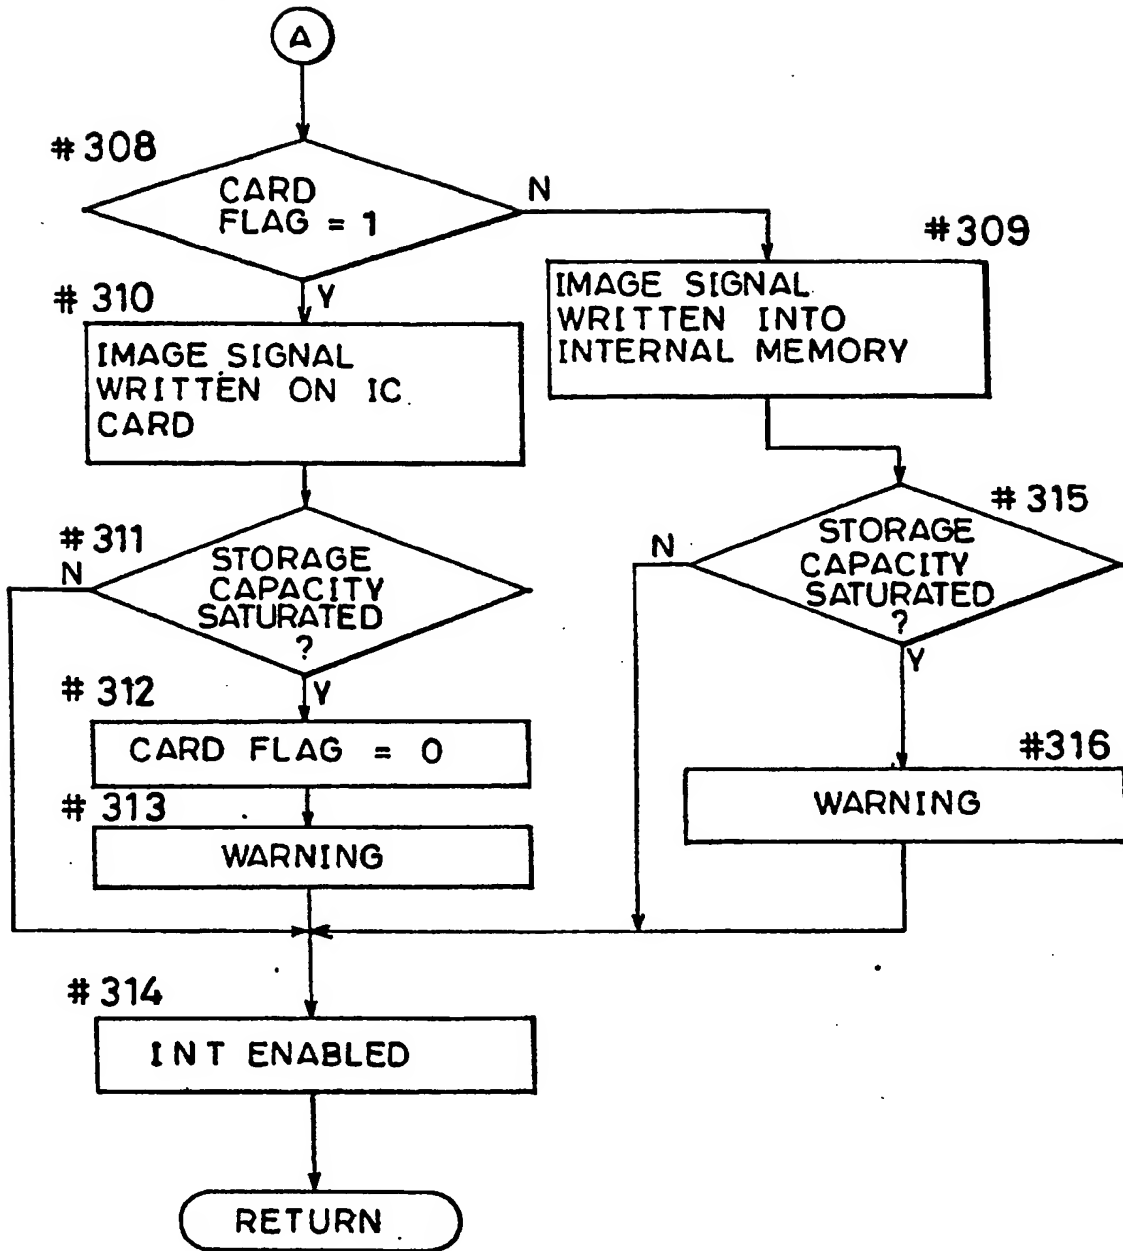 A
# 308
CARD
FLAG = 1
N
Y
#309
IMAGE SIGNAL
WRITTEN INTO
INTERNAL MEMORY
# 310
IMAGE SIGNAL
WRITTEN ON IC
CARD
# 311
N
STORAGE
CAPACITY
SATURATED
?
Y
#315
N
STORAGE
CAPACITY
SATURATED
?
Y
# 312
CARD FLAG = 0
#316
WARNING
# 313
WARNING
# 314
INT ENABLED
RETURN